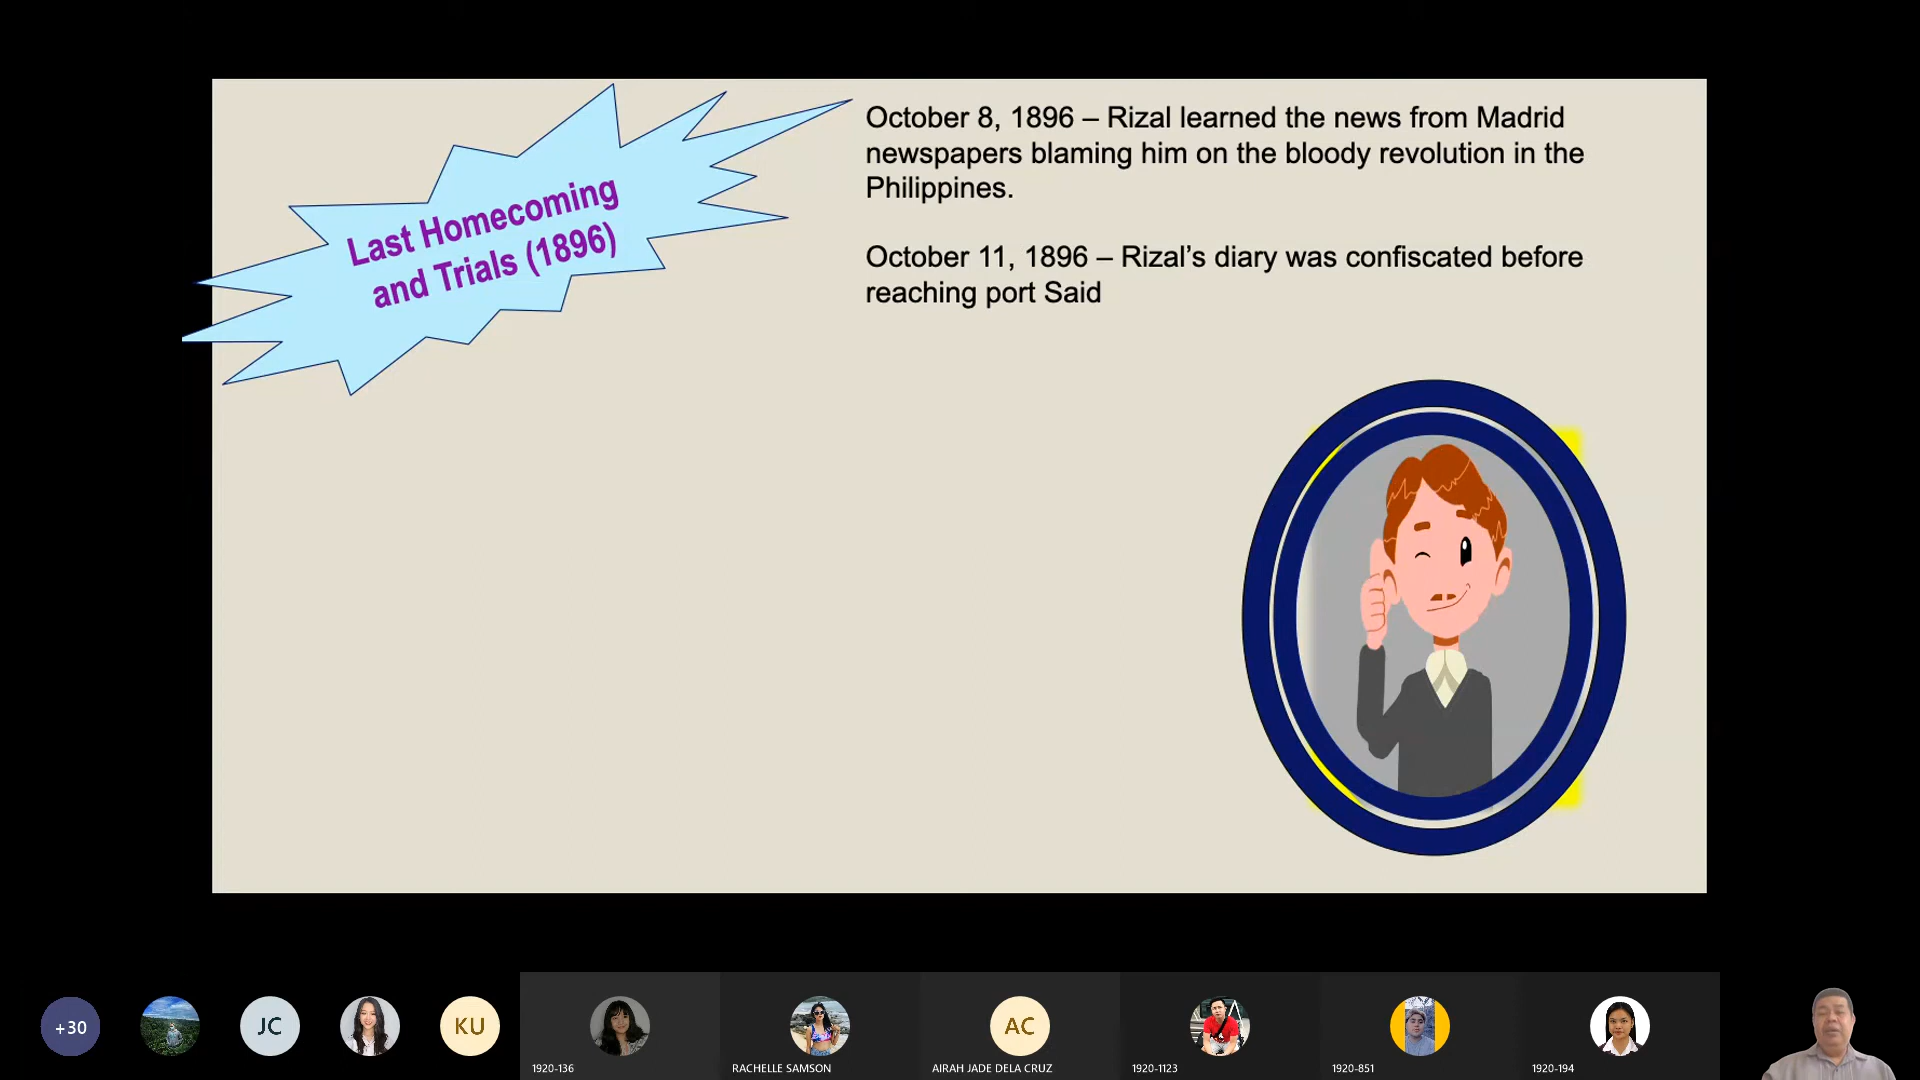 Last Homecoming
and Trials (1896)
October 8, 1896 – Rizal learned the news from Madrid
newspapers blaming him on the bloody revolution in the
Philippines.
October 11, 1896 – Rizal’s diary was confiscated before
reaching port Said
+30
JC
KU
AC
1920-136
RACHELLE SAMSON
AIRAH JADE DELA CRUZ
1920-1123
1920-851
1920-194